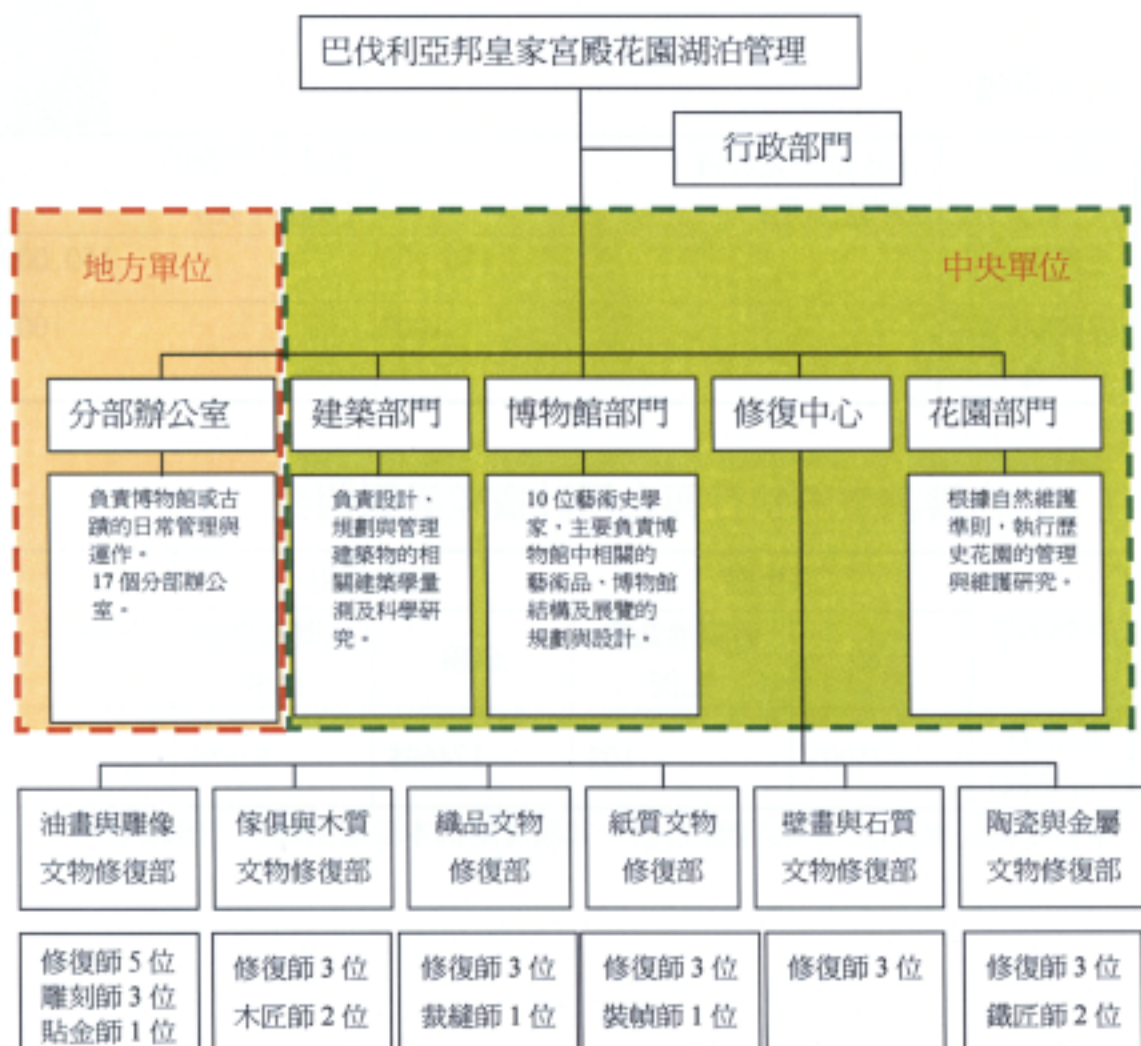 巴伐利亞邦皇家宮殿花園湖泊管理
行政部門
地方單位
中央單位
分部辦公室
建築部門
博物館部門
修復中心
花園部門
負責博物館或古
蹟的日常管理與
運作。
17 個分部辦公
室。
負責設計、
規劃與管理
建築物的相
關建築學量
測及科學研
究。
10 位藝術史學
家，主要負責博
物館中相關的
藝術品、博物館
結構及展覽的
規劃與設計。
根據自然維護
準則，執行歷
史花園的管理
與維護研究。
油畫與雕像
文物修復部
傢俱與木質
文物修復部
織品文物
修復部
紙質文物
修復部
壁畫與石質
文物修復部
陶瓷與金屬
文物修復部
修復師 5 位
雕刻師 3 位
貼金師 1 位
修復師 3 位
木匠師 2 位
修復師 3 位
裁縫師 1 位
修復師 3 位
裝幀師 1 位
修復師 3 位
修復師 3 位
鐵匠師 2 位